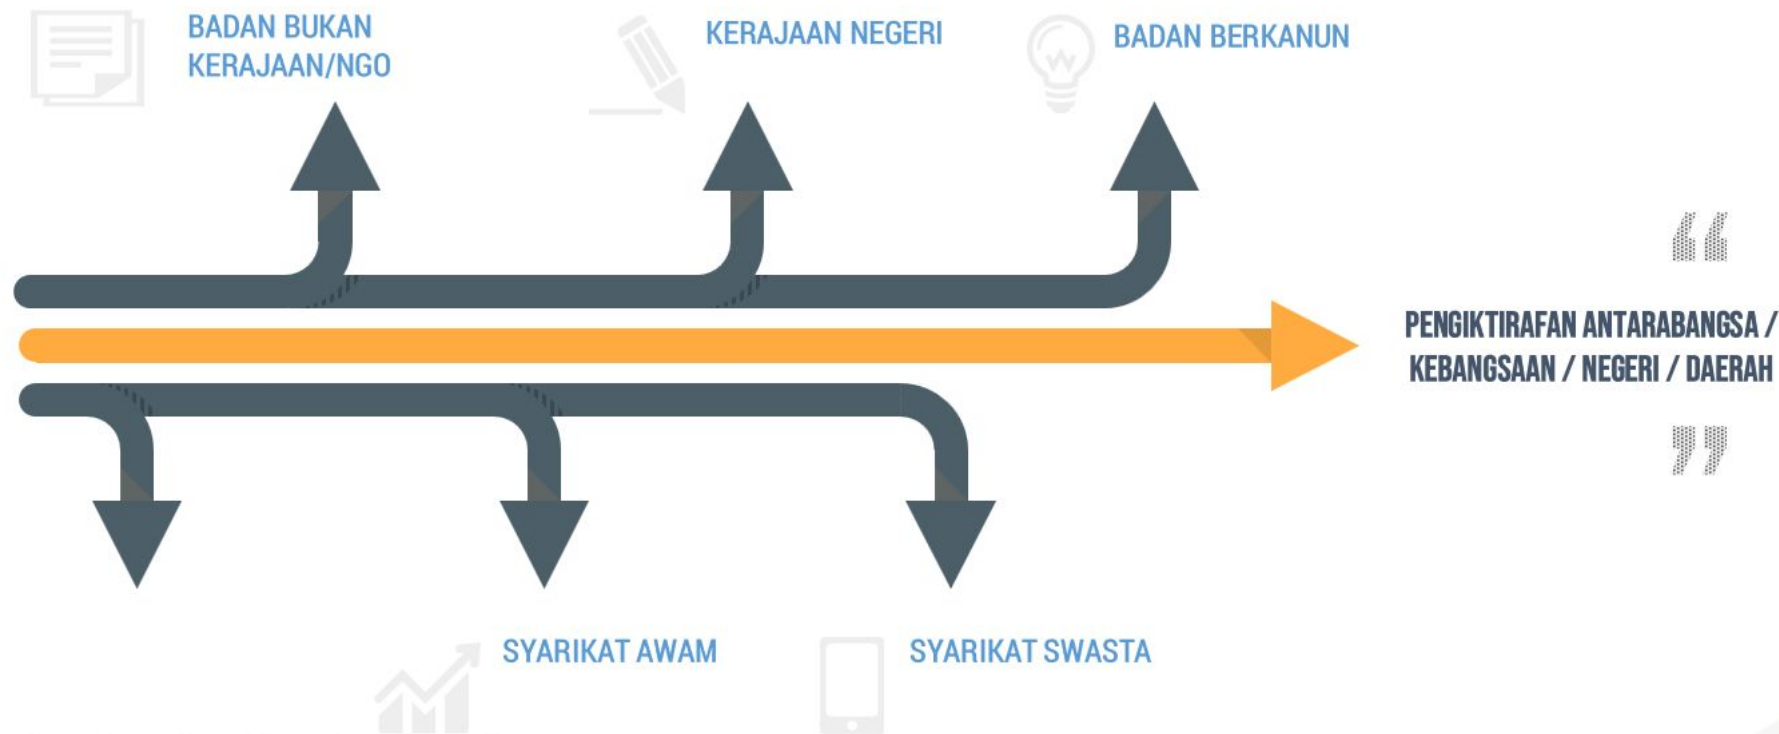 BADAN BUKAN
KERAJAAN/NGO
KERAJAAN NEGERI
BADAN BERKANUN
“
PENGIKTIRAFAN ANTARABANGSA /
KEBANGSAAN / NEGERI / DAERAH
”
SYARIKAT AWAM
SYARIKAT SWASTA